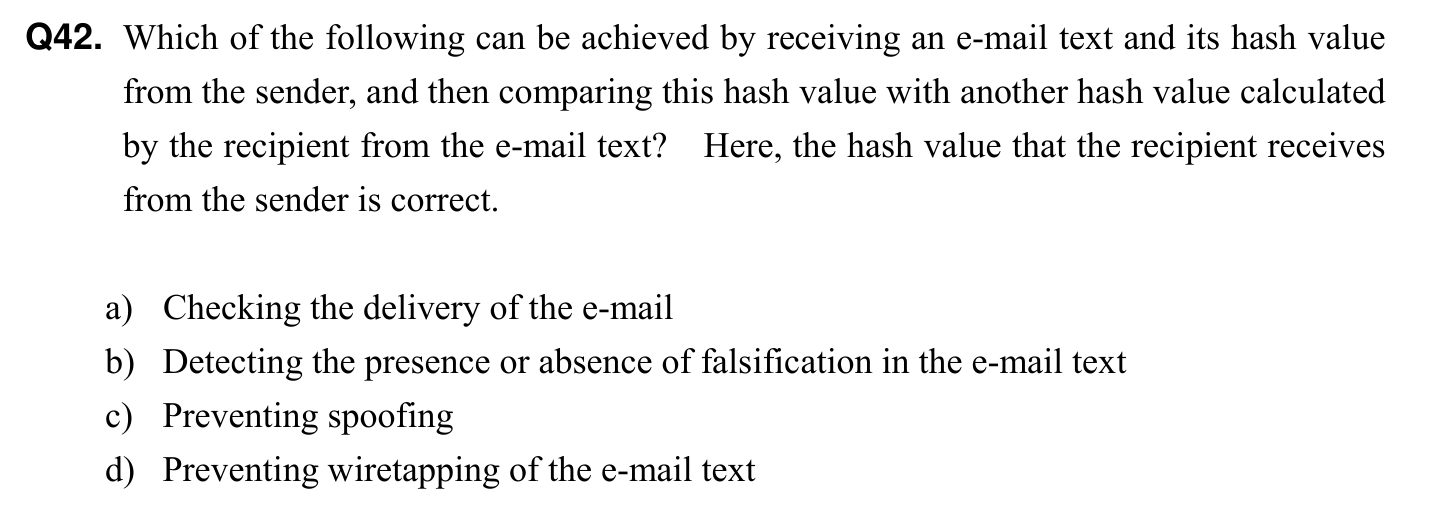 Q42. Which of the following can be achieved by receiving an e-mail text and its hash value
from the sender, and then comparing this hash value with another hash value calculated
by the recipient from the e-mail text? Here, the hash value that the recipient receives
from the sender is correct.
a) Checking the delivery of the e-mail
b) Detecting the presence or absence of falsification in the e-mail text
c) Preventing spoofing
d) Preventing wiretapping of the e-mail text